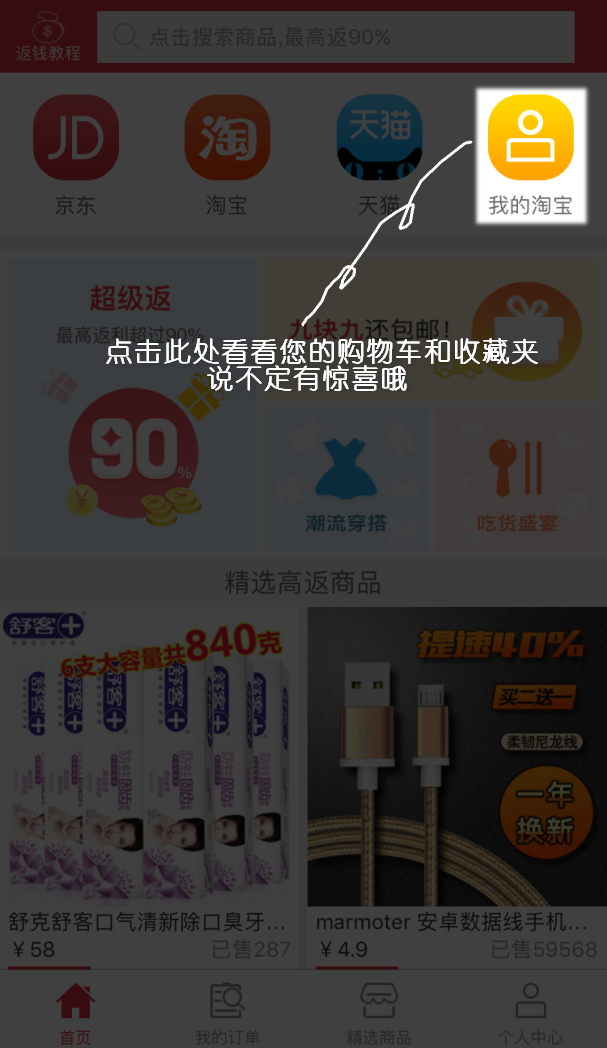 返钱教程
点击搜索商品,最高返90%
JD
淘
天猫
京东
淘宝
天猫
我的淘宝
超级返
最高返利超过90%
九块九还包邮!
点击此处看看您的购物车和收藏夹
说不定有惊喜哦
90%
潮流穿搭
吃货盛宴
精选高返商品
舒客
6支大容量共840克
提速40%
买二送一
柔韧尼龙线
一年
换新
舒克舒客口气清新除口臭牙...
¥58
已售287
marmoter 安卓数据线手机...
¥4.9
已售59568
首页
我的订单
精选商品
个人中心